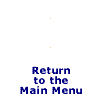 Return
to the
Main Menu